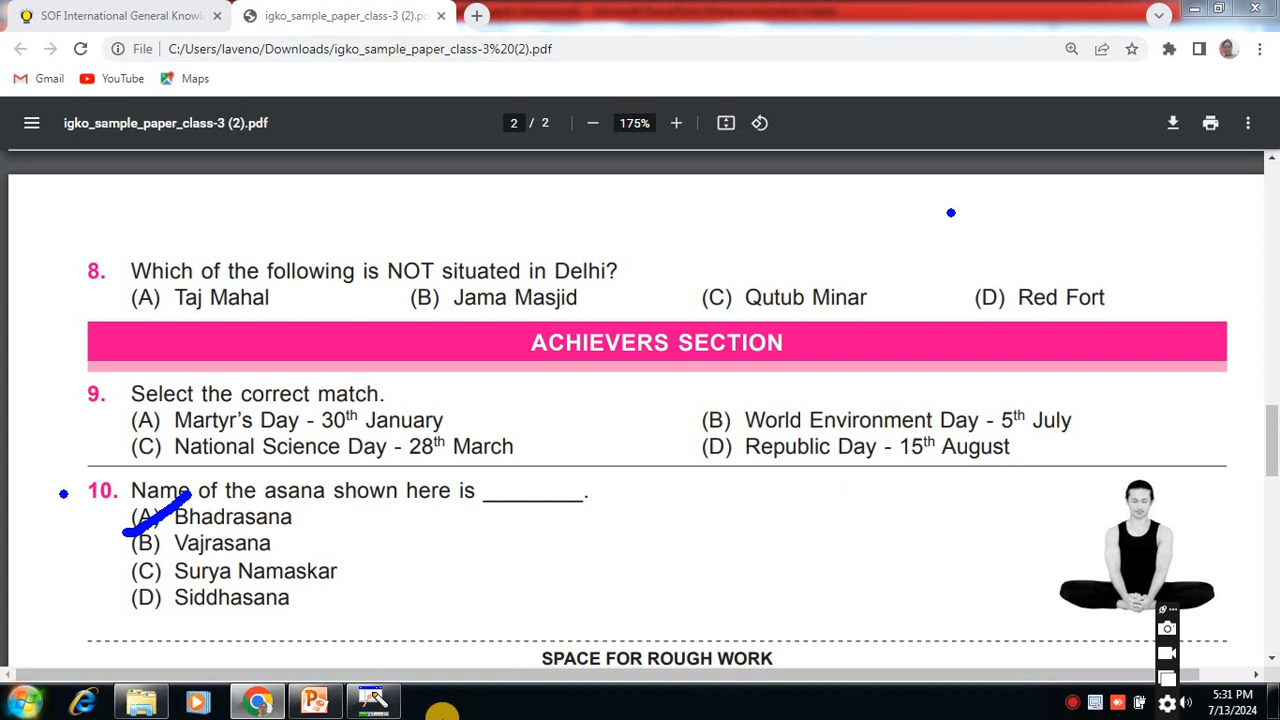 SOF International General Knowl
igko_sample_paper_class-3 (2).pd
File C:/Users/laveno/Downloads/igko_sample_paper_class-3%20(2).pdf
Gmail YouTube Maps
igko_sample_paper_class-3 (2).pdf 2 / 2 175%
8. Which of the following is NOT situated in Delhi?
(A) Taj Mahal (B) Jama Masjid (C) Qutub Minar (D) Red Fort
ACHIEVERS SECTION
9. Select the correct match.
(A) Martyr's Day - 30th January (B) World Environment Day - 5th July
(C) National Science Day - 28th March (D) Republic Day - 15th August
10. Name of the asana shown here is ________.
(A) Bhadrasana
(B) Vajrasana
(C) Surya Namaskar
(D) Siddhasana
SPACE FOR ROUGH WORK
5:31 PM
7/13/2024